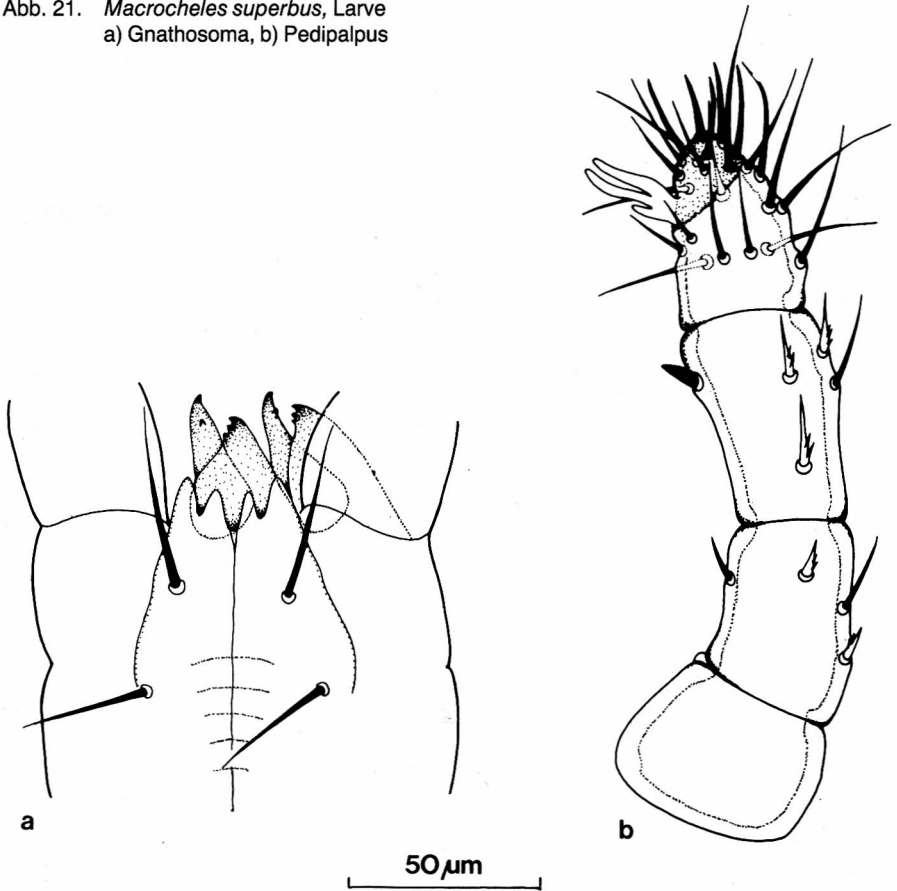 Abb. 21. Macrocheles superbus, Larve
a) Gnathosoma, b) Pedipalpus
a
b
50 µm